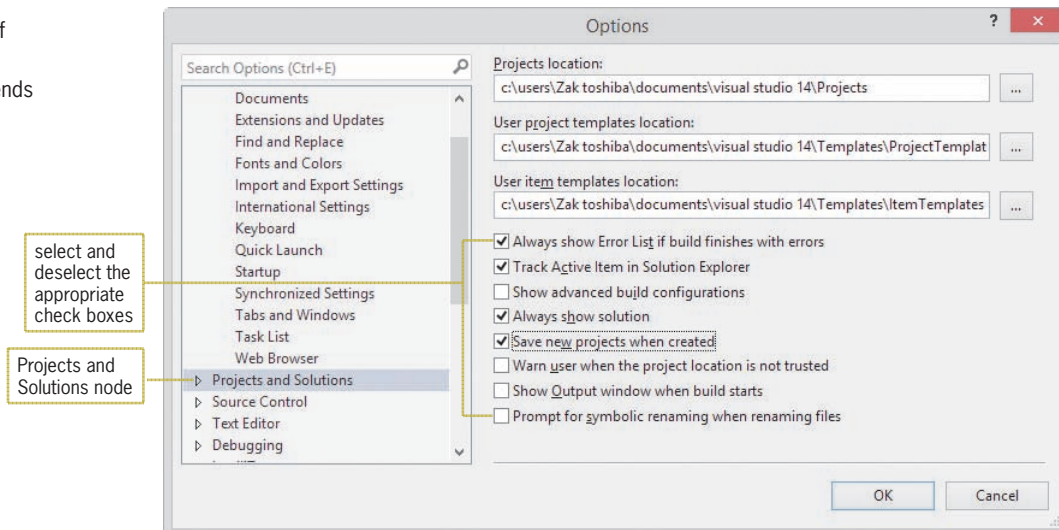 f
ends
Options
?
Search Options (Ctrl+E)
Documents
Extensions and Updates
Find and Replace
Fonts and Colors
Import and Export Settings
International Settings
Keyboard
Quick Launch
Startup
Synchronized Settings
Tabs and Windows
Task List
Web Browser
Projects and Solutions
Source Control
Text Editor
Debugging
Projects location:
c:\users\Zak toshiba\documents\visual studio 14\Projects
...
User project templates location:
c:\users\Zak toshiba\documents\visual studio 14\Templates\ProjectTemplat
...
User item templates location:
c:\users\Zak toshiba\documents\visual studio 14\Templates\ItemTemplates
...
Always show Error List if build finishes with errors
Track Active Item in Solution Explorer
Show advanced build configurations
Always show solution
Save new projects when created
Warn user when the project location is not trusted
Show Output window when build starts
Prompt for symbolic renaming when renaming files
OK
Cancel
select and
deselect the
appropriate
check boxes
Projects and
Solutions node